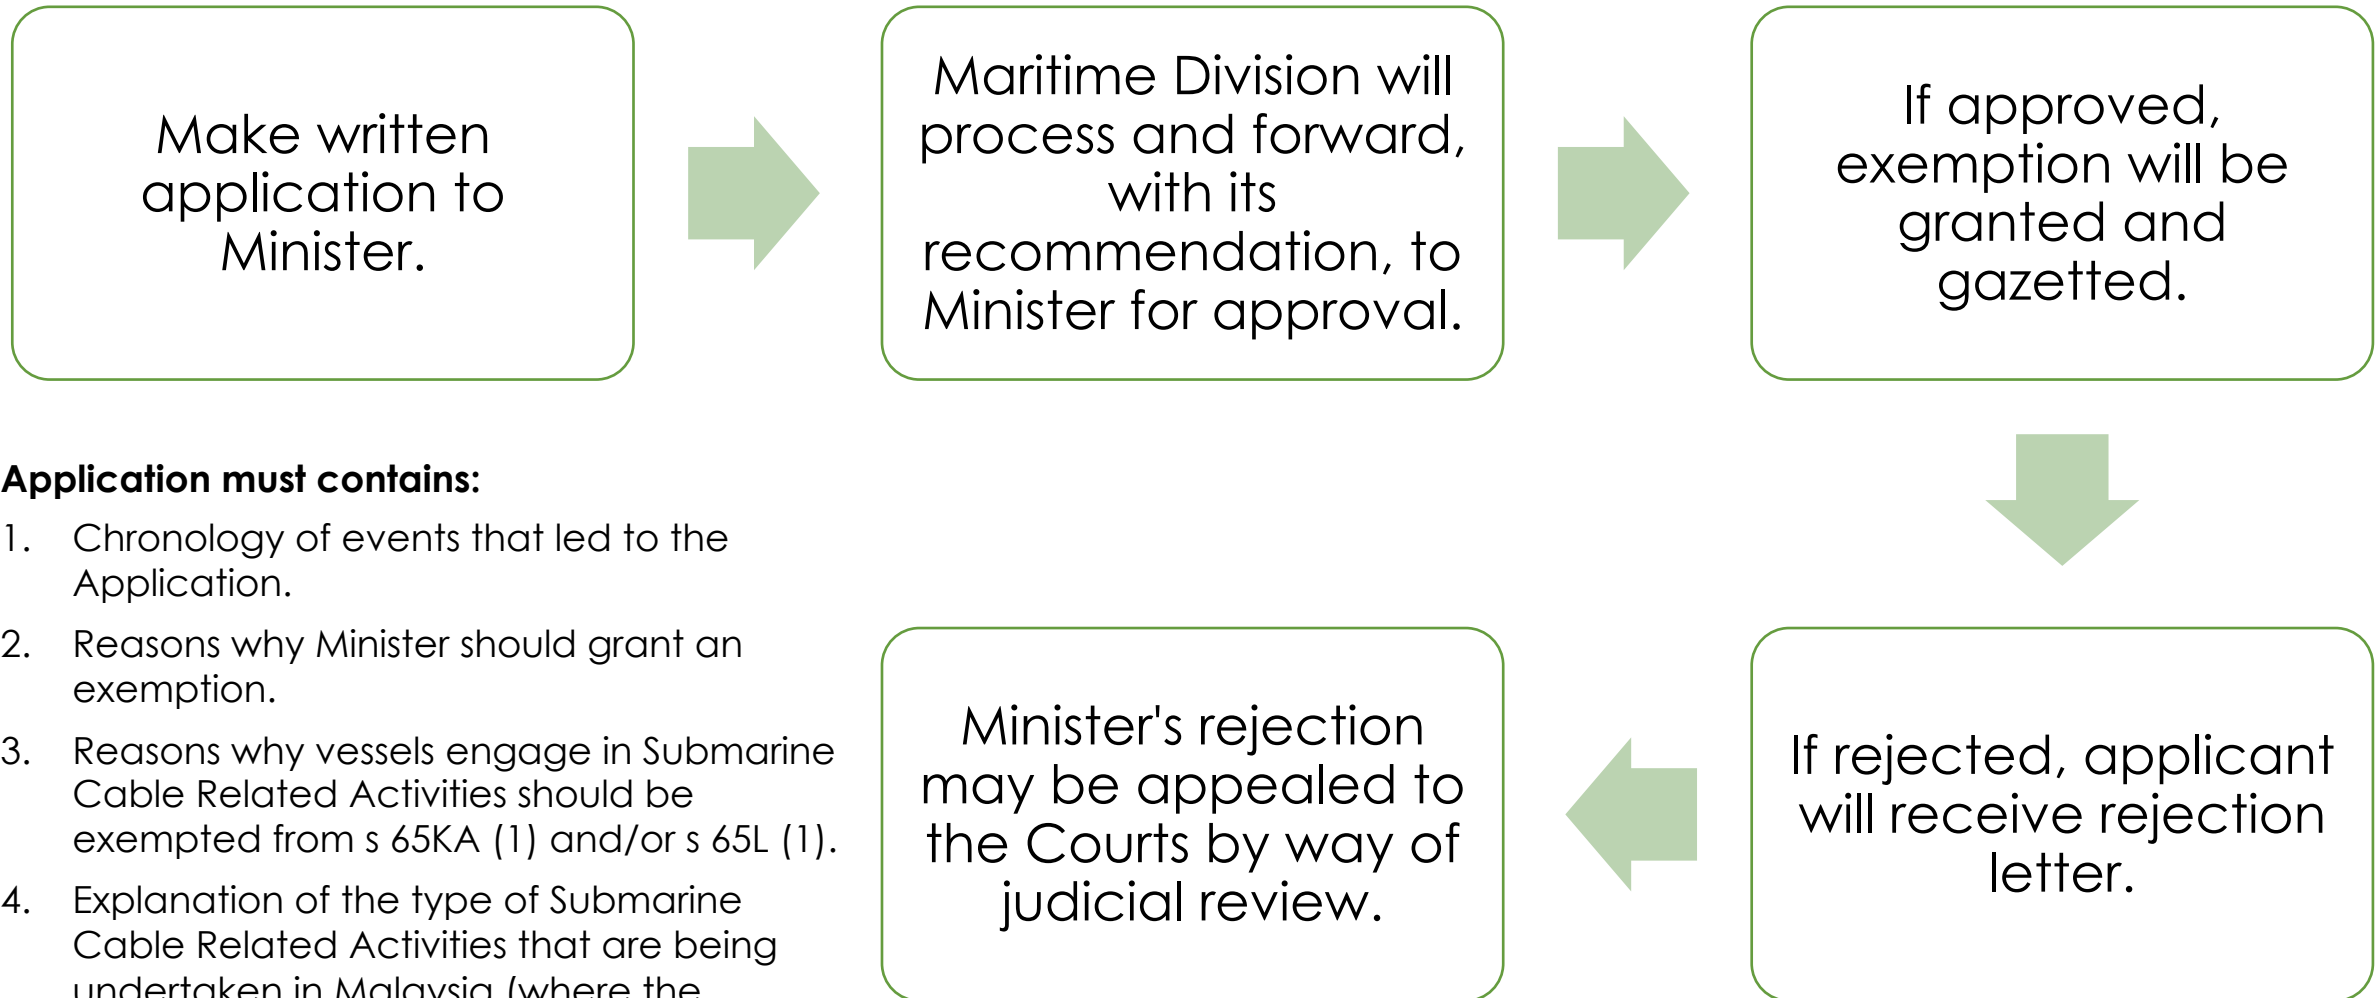 Make written
application to
Minister.
Maritime Division will
process and forward,
with its
recommendation, to
Minister for approval.
If approved,
exemption will be
granted and
gazetted.
If rejected, applicant
will receive rejection
letter.
Minister's rejection
may be appealed to
the Courts by way of
judicial review.
Application must contains:
1. Chronology of events that led to the
Application.
2. Reasons why Minister should grant an
exemption.
3. Reasons why vessels engage in Submarine
Cable Related Activities should be
exempted from s 65KA (1) and/or s 65L (1).
4. Explanation of the type of Submarine
Cable Related Activities that are being
undertaken in Malaysia (where the